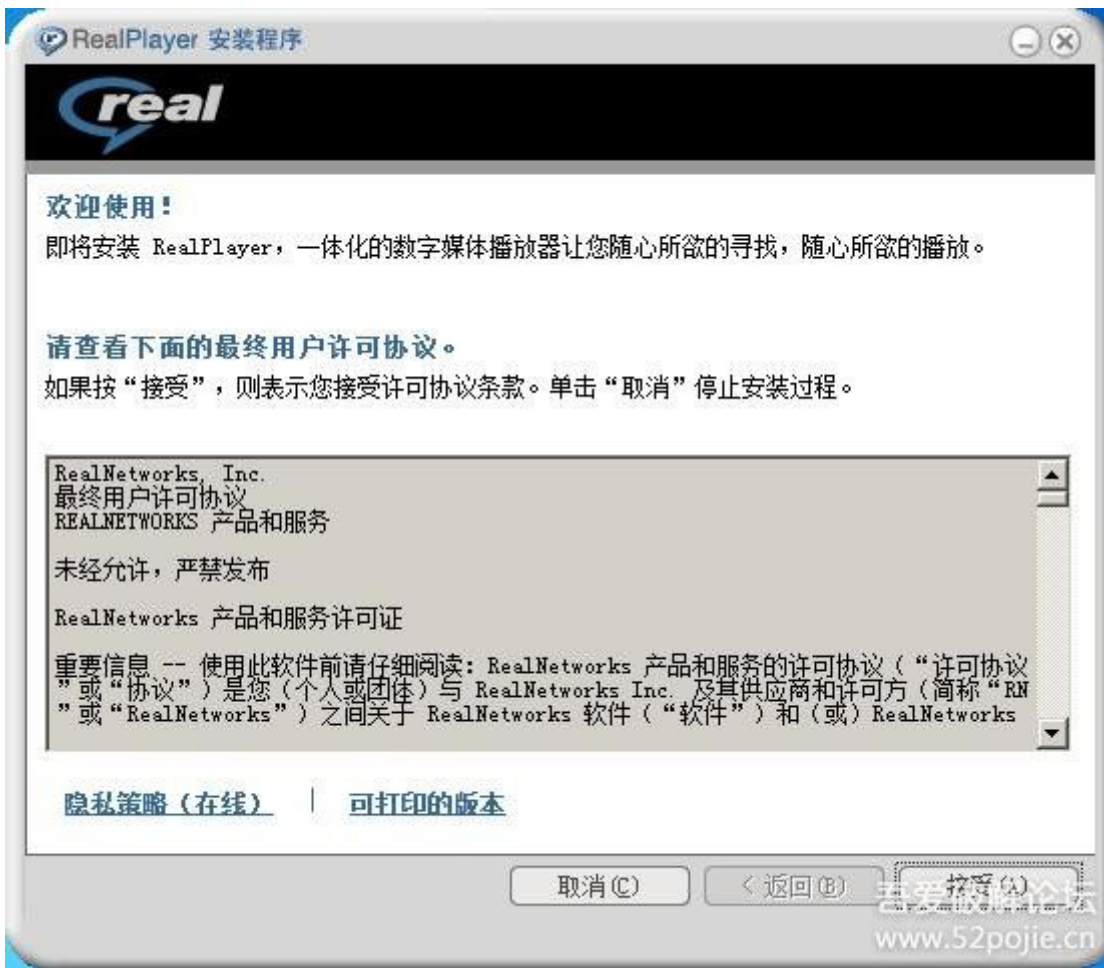 RealPlayer 安装程序
real
欢迎使用！
即将安装 RealPlayer，一体化的数字媒体播放器让您随心所欲的寻找，随心所欲的播放。
请查看下面的最终用户许可协议。
如果按“接受”，则表示您接受许可协议条款。单击“取消”停止安装过程。
RealNetworks, Inc.
最终用户许可协议
REALNETWORKS 产品和服务
未经允许，严禁发布
RealNetworks 产品和服务许可证
重要信息 -- 使用此软件前请仔细阅读：RealNetworks 产品和服务的许可协议（“许可协议
”或“协议”）是您（个人或团体）与 RealNetworks Inc. 及其供应商和许可方（简称“RN
”或“RealNetworks”）之间关于 RealNetworks 软件（“软件”）和（或）RealNetworks
隐私策略（在线） | 可打印的版本
取消(C) < 返回(B) 接受(A)
吾爱破解论坛
www.52pojie.cn